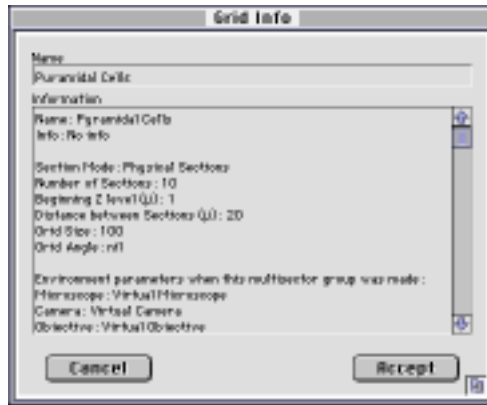 Grid Info
Name
Pyramidal Cells
Information
Name : Pyramidal Cells
Info : No info
Section Mode : Physical Sections
Number of Sections : 10
Beginning Z level (µ) : 1
Distance between Sections (µ) : 20
Grid Size : 100
Grid Angle : nil
Environment parameters when this multisector group was made :
Microscope : Virtual Microscope
Camera : Virtual Camera
Objective : Virtual Objective
Cancel
Accept